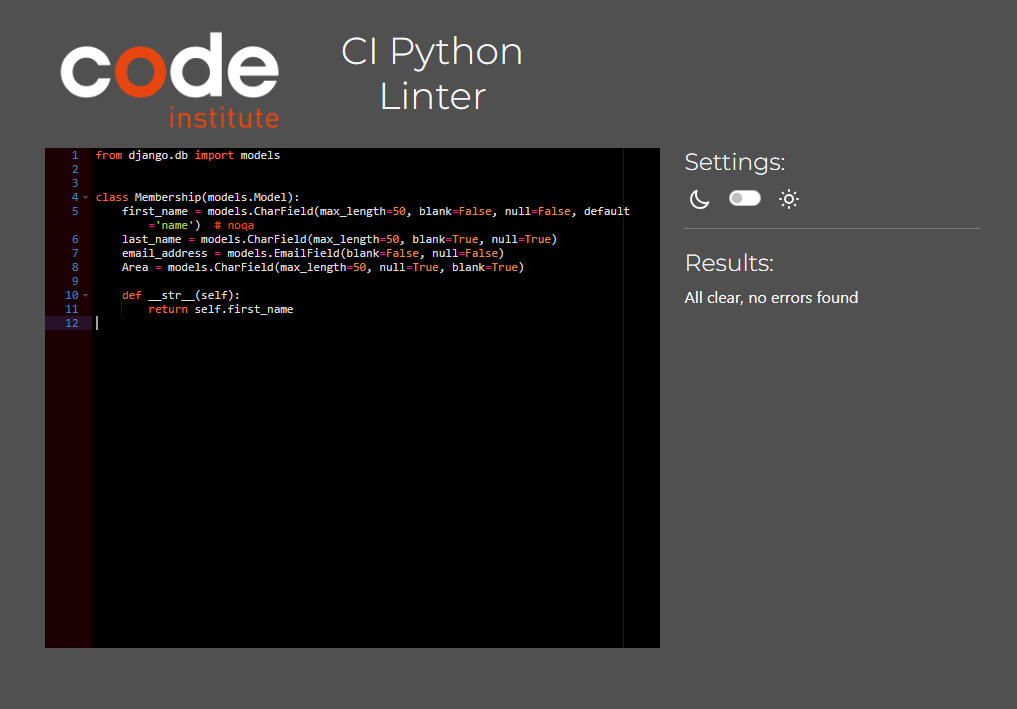 code
institute
CI Python
Linter
1 from django.db import models
2
3
4 class Membership(models.Model):
5     first_name = models.CharField(max_length=50, blank=False, null=False, default
        ='name')  # noqa
6     last_name = models.CharField(max_length=50, blank=True, null=True)
7     email_address = models.EmailField(blank=False, null=False)
8     Area = models.CharField(max_length=50, null=True, blank=True)
9
10     def __str__(self):
11         return self.first_name
12
Settings:
Results:
All clear, no errors found